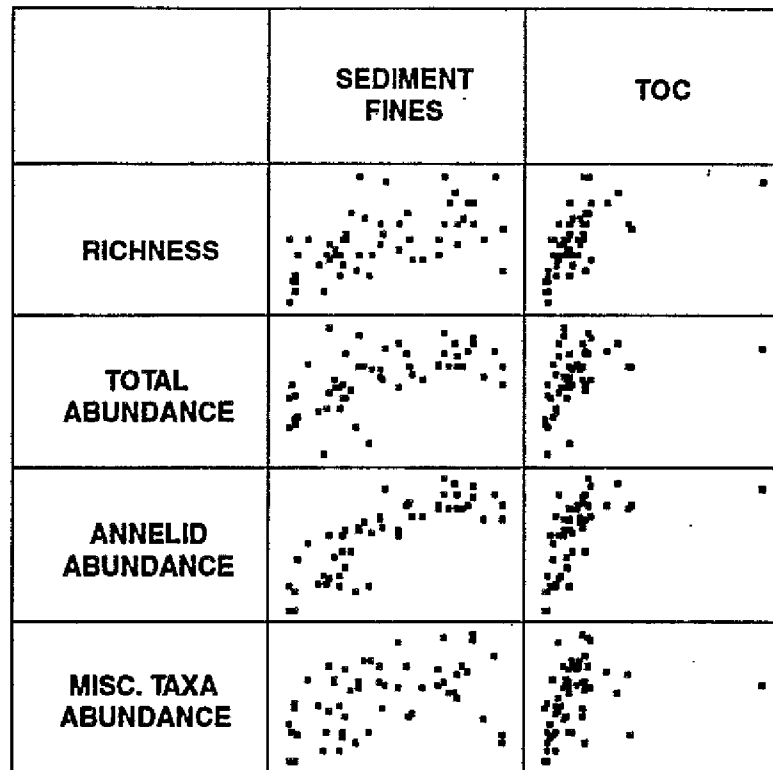 SEDIMENT
FINES
TOC
RICHNESS
TOTAL
ABUNDANCE
ANNELID
ABUNDANCE
MISC. TAXA
ABUNDANCE